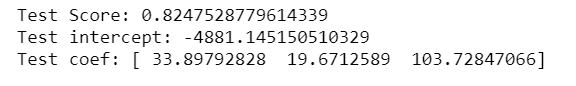 Test Score: 0.8247528779614339
Test intercept: -4881.145150510329
Test coef: [ 33.89792828  19.6712589  103.72847066]